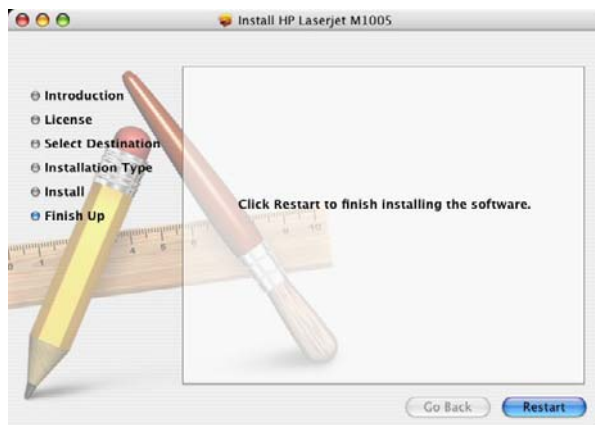 Install HP Laserjet M1005
Introduction
License
Select Destination
Installation Type
Install
Finish Up
Click Restart to finish installing the software.
Go Back
Restart